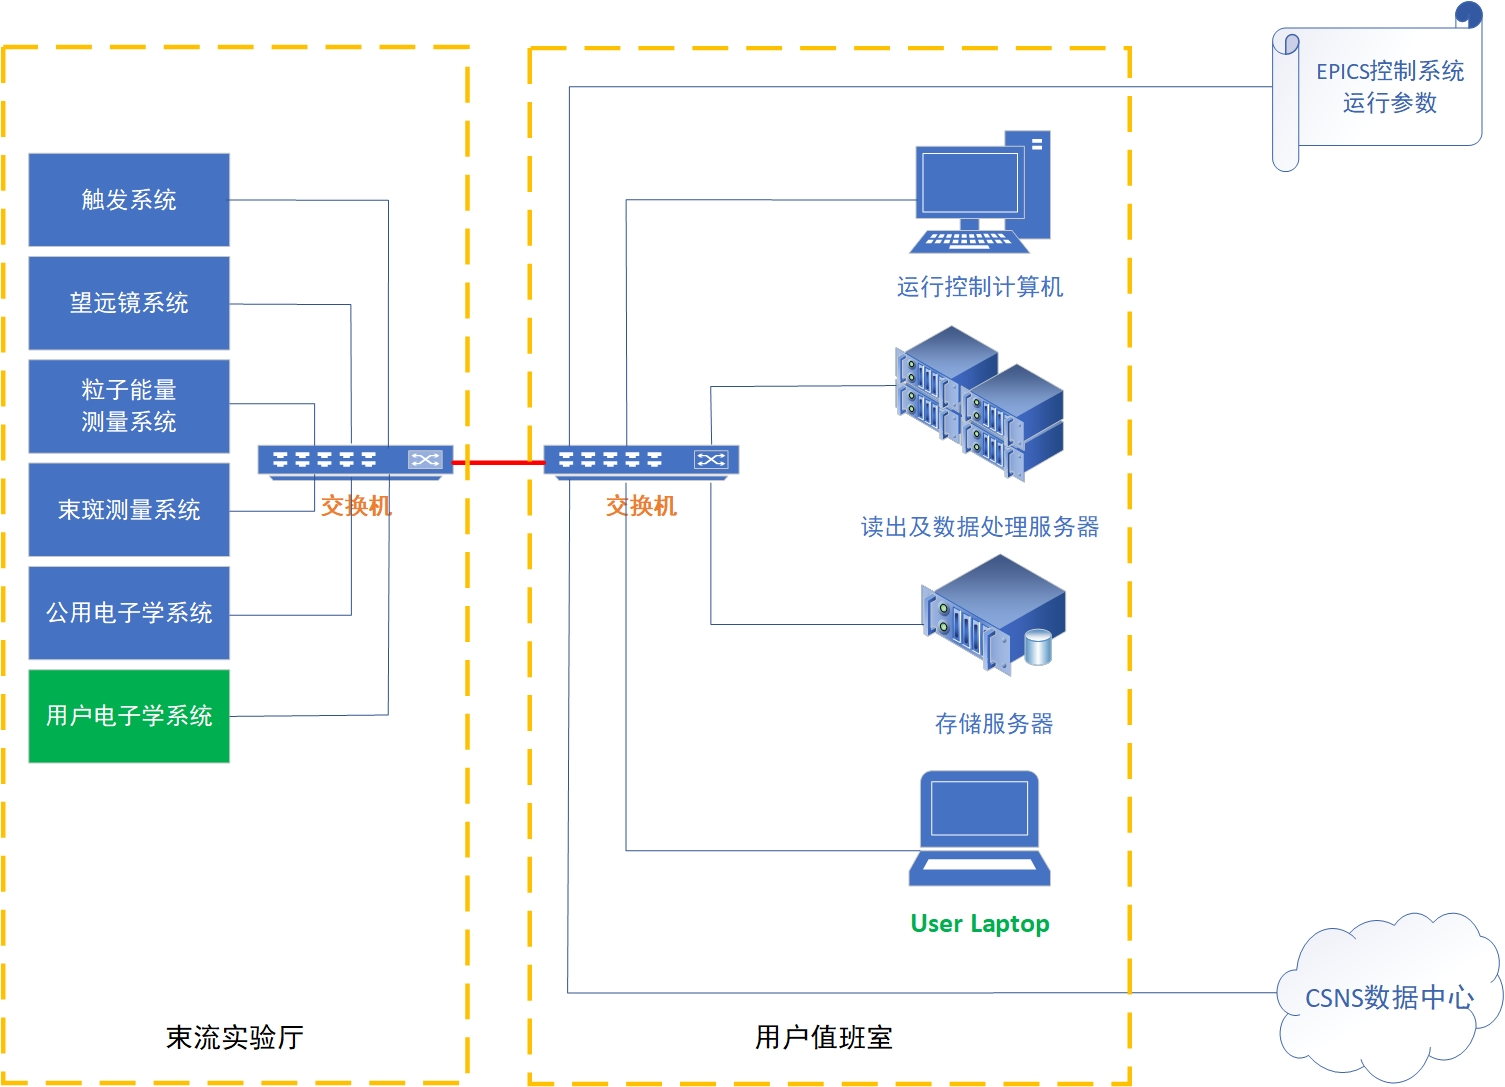 触发系统
望远镜系统
粒子能量
测量系统
束斑测量系统
公用电子学系统
用户电子学系统
交换机
束流实验厅
交换机
运行控制计算机
读出及数据处理服务器
存储服务器
User Laptop
用户值班室
EPICS控制系统
运行参数
CSNS数据中心